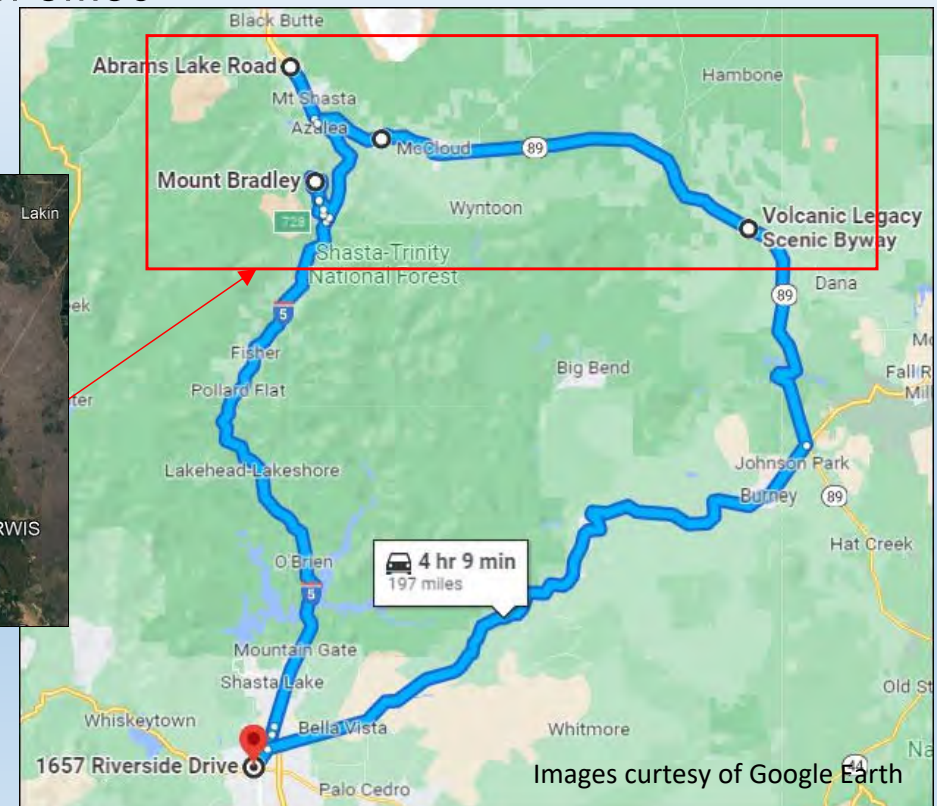 Black Butte
Abrams Lake Road
Hambone
Mt Shasta
Azalea
McCloud
89
Mount Bradley
Lakin
Wyntoon
Volcanic Legacy
Scenic Byway
728
Shasta-Trinity
National Forest
Dana
89
5
Fisher
Big Bend
Pollard Flat
Johnson Park
Lakehead-Lakeshore
Burney
89
RWIS
Hat Creek
4 hr 9 min
197 miles
O'Brien
5
Mountain Gate
Shasta Lake
Old St
Whiskeytown
Bella Vista
Whitmore
1657 Riverside Drive
44
Images curtesy of Google Earth
Palo Cedro